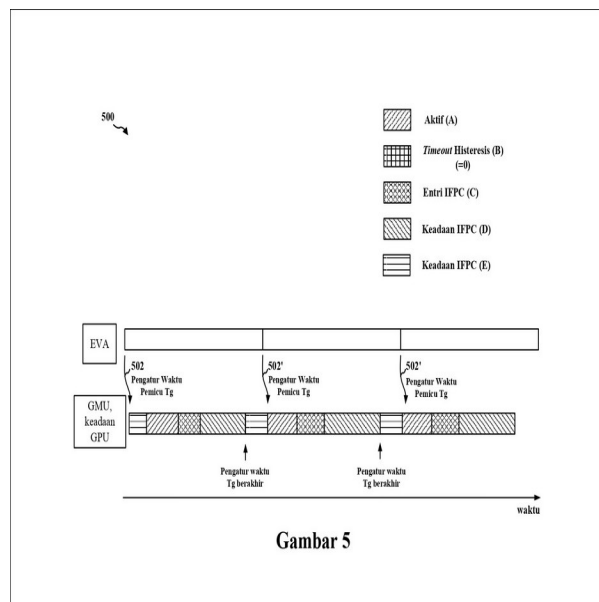 500
Aktif (A)
Timeout Histeresis (B)
(=0)
Entri IFPC (C)
Keadaan IFPC (D)
Keadaan IFPC (E)
EVA
502
Pengatur Waktu
Pemicu Tg
502'
Pengatur Waktu
Pemicu Tg
502'
Pengatur Waktu
Pemicu Tg
GMU,
keadaan
GPU
Pengatur waktu
Tg berakhir
Pengatur waktu
Tg berakhir
waktu
Gambar 5